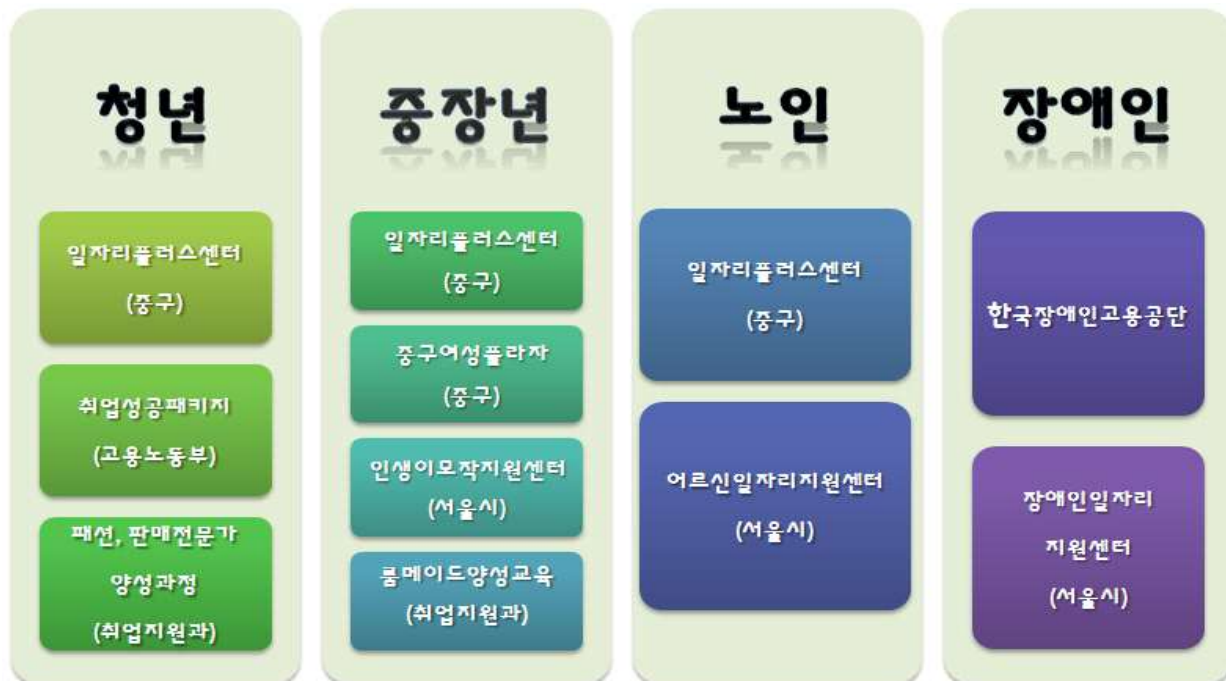 청년
일자리플러스센터
(중구)
취업성공패키지
(고용노동부)
패션, 판매전문가
양성과정
(취업지원과)
중장년
일자리플러스센터
(중구)
중구여성플라자
(중구)
인생이모작지원센터
(서울시)
룸메이드양성교육
(취업지원과)
노인
일자리플러스센터
(중구)
어르신일자리지원센터
(서울시)
장애인
한국장애인고용공단
장애인일자리
지원센터
(서울시)